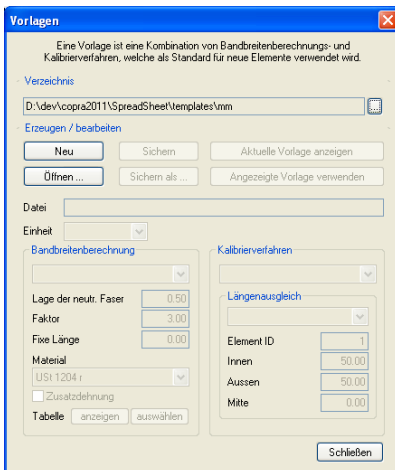 Vorlagen
Eine Vorlage ist eine Kombination von Bandbreitenberechnungs- und
Kalibrierverfahren, welche als Standard für neue Elemente verwendet wird.
Verzeichnis
D:\dev\copra2011\SpreadSheet\templates\mm
...
Erzeugen / bearbeiten
Neu
Sichern
Aktuelle Vorlage anzeigen
Öffnen ...
Sichern als ...
Angezeigte Vorlage verwenden
Datei
Einheit
Bandbreitenberechnung
Lage der neutr. Faser
0.50
Faktor
3.00
Fixe Länge
0.00
Material
USt 1204 r
Zusatzdehnung
Tabelle
anzeigen
auswählen
Kalibrierverfahren
Längenausgleich
Element ID
1
Innen
50.00
Aussen
50.00
Mitte
0.00
Schließen